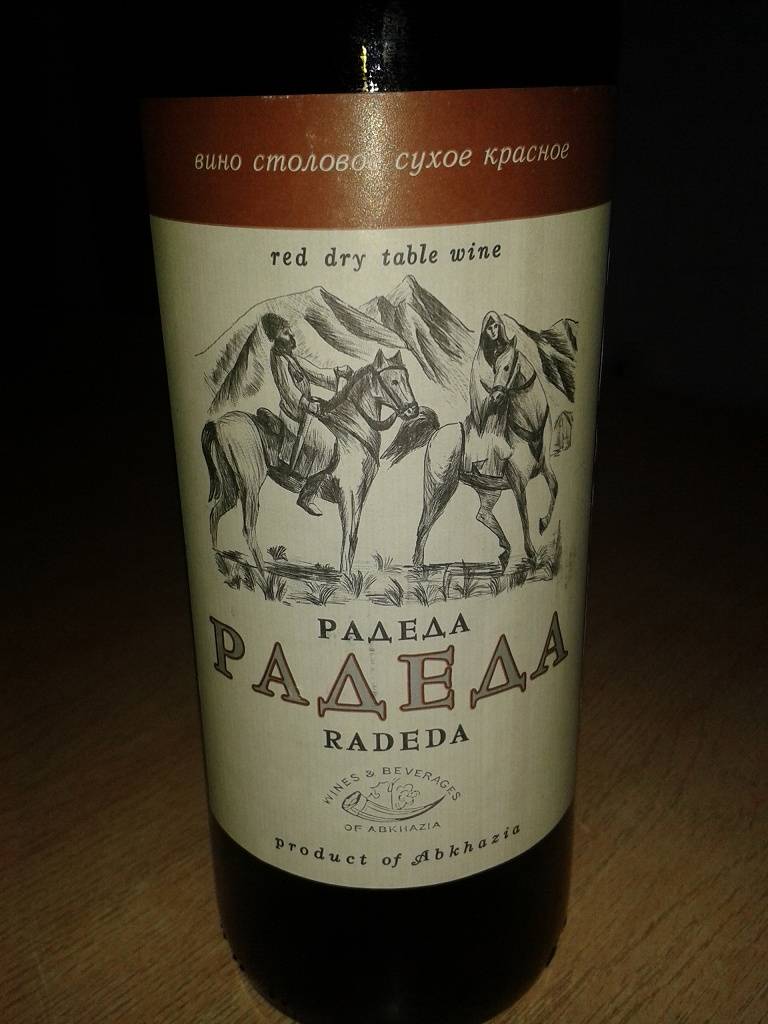 вино столовое сухое красное
red dry table wine
РАДЕДА
РАДЕДА
RADEDA
WINES & BEVERAGES
OF ABKHAZIA
product of Abkhazia